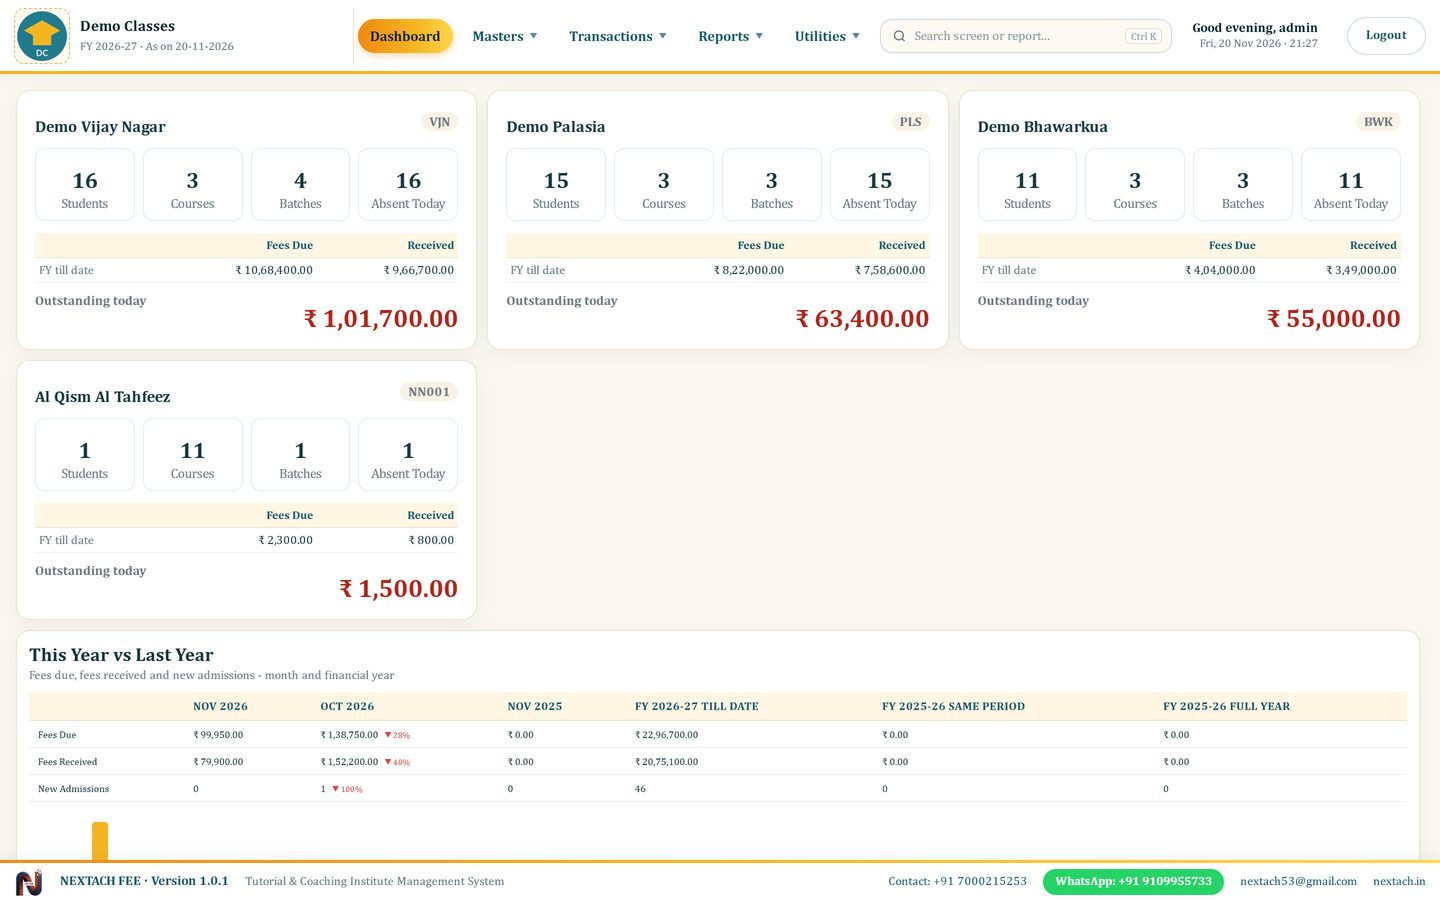 DC
Demo Classes
FY 2026-27 · As on 20-11-2026
Dashboard Masters Transactions Reports Utilities
Search screen or report... Ctrl K
Good evening, admin
Fri, 20 Nov 2026 · 21:27
Logout
Demo Vijay Nagar VJN
16 3 4 16
Students Courses Batches Absent Today
Fees Due Received
FY till date ₹ 10,68,400.00 ₹ 9,66,700.00
Outstanding today
₹ 1,01,700.00
Demo Palasia PLS
15 3 3 15
Students Courses Batches Absent Today
Fees Due Received
FY till date ₹ 8,22,000.00 ₹ 7,58,600.00
Outstanding today
₹ 63,400.00
Demo Bhawarkua BWK
11 3 3 11
Students Courses Batches Absent Today
Fees Due Received
FY till date ₹ 4,04,000.00 ₹ 3,49,000.00
Outstanding today
₹ 55,000.00
Al Qism Al Tahfeez NN001
1 11 1 1
Students Courses Batches Absent Today
Fees Due Received
FY till date ₹ 2,300.00 ₹ 800.00
Outstanding today
₹ 1,500.00
This Year vs Last Year
Fees due, fees received and new admissions - month and financial year
NOV 2026 OCT 2026 NOV 2025 FY 2026-27 TILL DATE FY 2025-26 SAME PERIOD FY 2025-26 FULL YEAR
Fees Due ₹ 99,950.00 ₹ 1,38,750.00 ▼28% ₹ 0.00 ₹ 22,96,700.00 ₹ 0.00 ₹ 0.00
Fees Received ₹ 79,900.00 ₹ 1,52,200.00 ▼48% ₹ 0.00 ₹ 20,75,100.00 ₹ 0.00 ₹ 0.00
New Admissions 0 1 ▼100% 0 46 0 0
N NEXTACH FEE · Version 1.0.1 Tutorial & Coaching Institute Management System Contact: +91 7000215253 WhatsApp: +91 9109955733 nextach53@gmail.com nextach.in